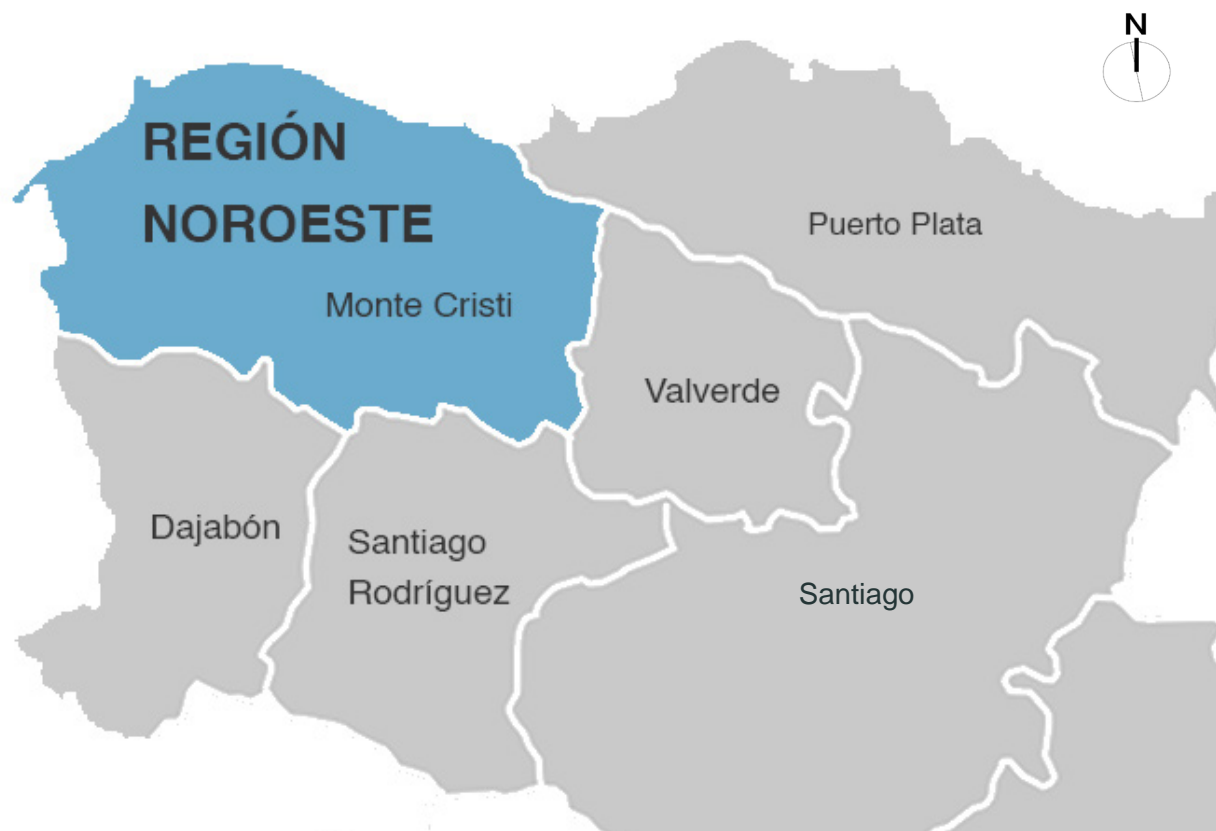 N
REGIÓN
NOROESTE
Puerto Plata
Monte Cristi
Valverde
Dajabón
Santiago
Rodríguez
Santiago